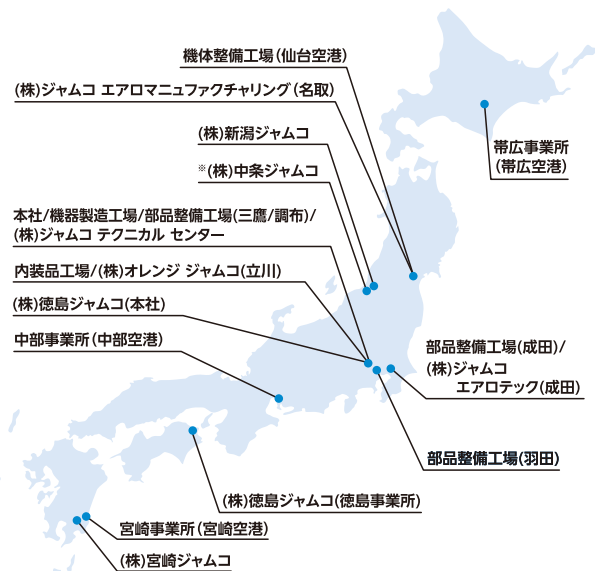 機体整備工場（仙台空港）
(株)ジャムコ エアロマニュファクチャリング（名取）
(株)新潟ジャムコ
※(株)中条ジャムコ
本社/機器製造工場/部品整備工場(三鷹/調布)/
(株)ジャムコ テクニカル センター
内装品工場/(株)オレンジ ジャムコ(立川)
(株)徳島ジャムコ(本社)
中部事業所（中部空港）
帯広事業所
（帯広空港）
部品整備工場(成田)/
(株)ジャムコ
エアロテック(成田)
部品整備工場(羽田)
(株)徳島ジャムコ(徳島事業所)
宮崎事業所（宮崎空港）
(株)宮崎ジャムコ